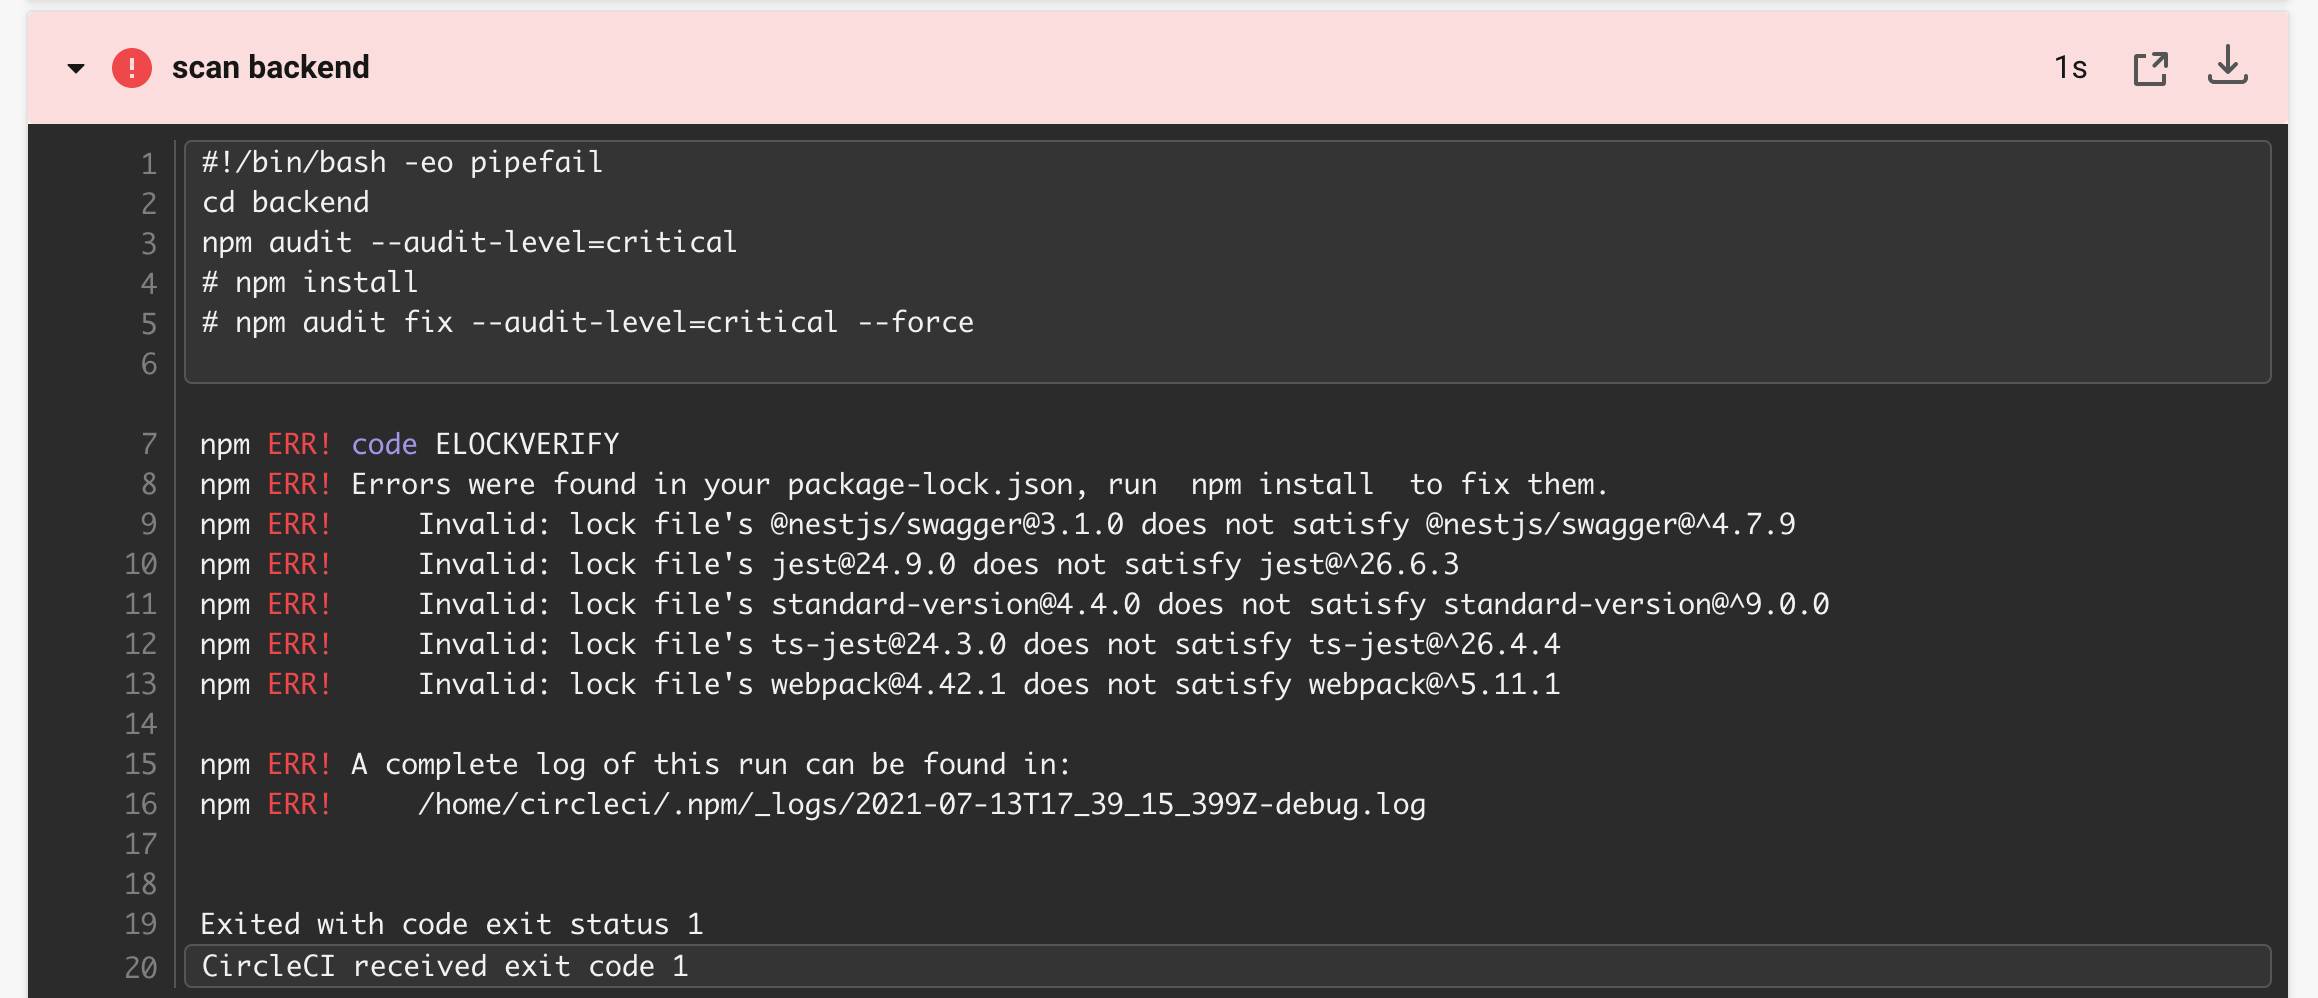 scan backend
1s
1 #!/bin/bash -eo pipefail
2 cd backend
3 npm audit --audit-level=critical
4 # npm install
5 # npm audit fix --audit-level=critical --force
6
7 npm ERR! code ELOCKVERIFY
8 npm ERR! Errors were found in your package-lock.json, run  npm install  to fix them.
9 npm ERR!     Invalid: lock file's @nestjs/swagger@3.1.0 does not satisfy @nestjs/swagger@^4.7.9
10 npm ERR!     Invalid: lock file's jest@24.9.0 does not satisfy jest@^26.6.3
11 npm ERR!     Invalid: lock file's standard-version@4.4.0 does not satisfy standard-version@^9.0.0
12 npm ERR!     Invalid: lock file's ts-jest@24.3.0 does not satisfy ts-jest@^26.4.4
13 npm ERR!     Invalid: lock file's webpack@4.42.1 does not satisfy webpack@^5.11.1
14
15 npm ERR! A complete log of this run can be found in:
16 npm ERR!     /home/circleci/.npm/_logs/2021-07-13T17_39_15_399Z-debug.log
17
18
19 Exited with code exit status 1
20 CircleCI received exit code 1